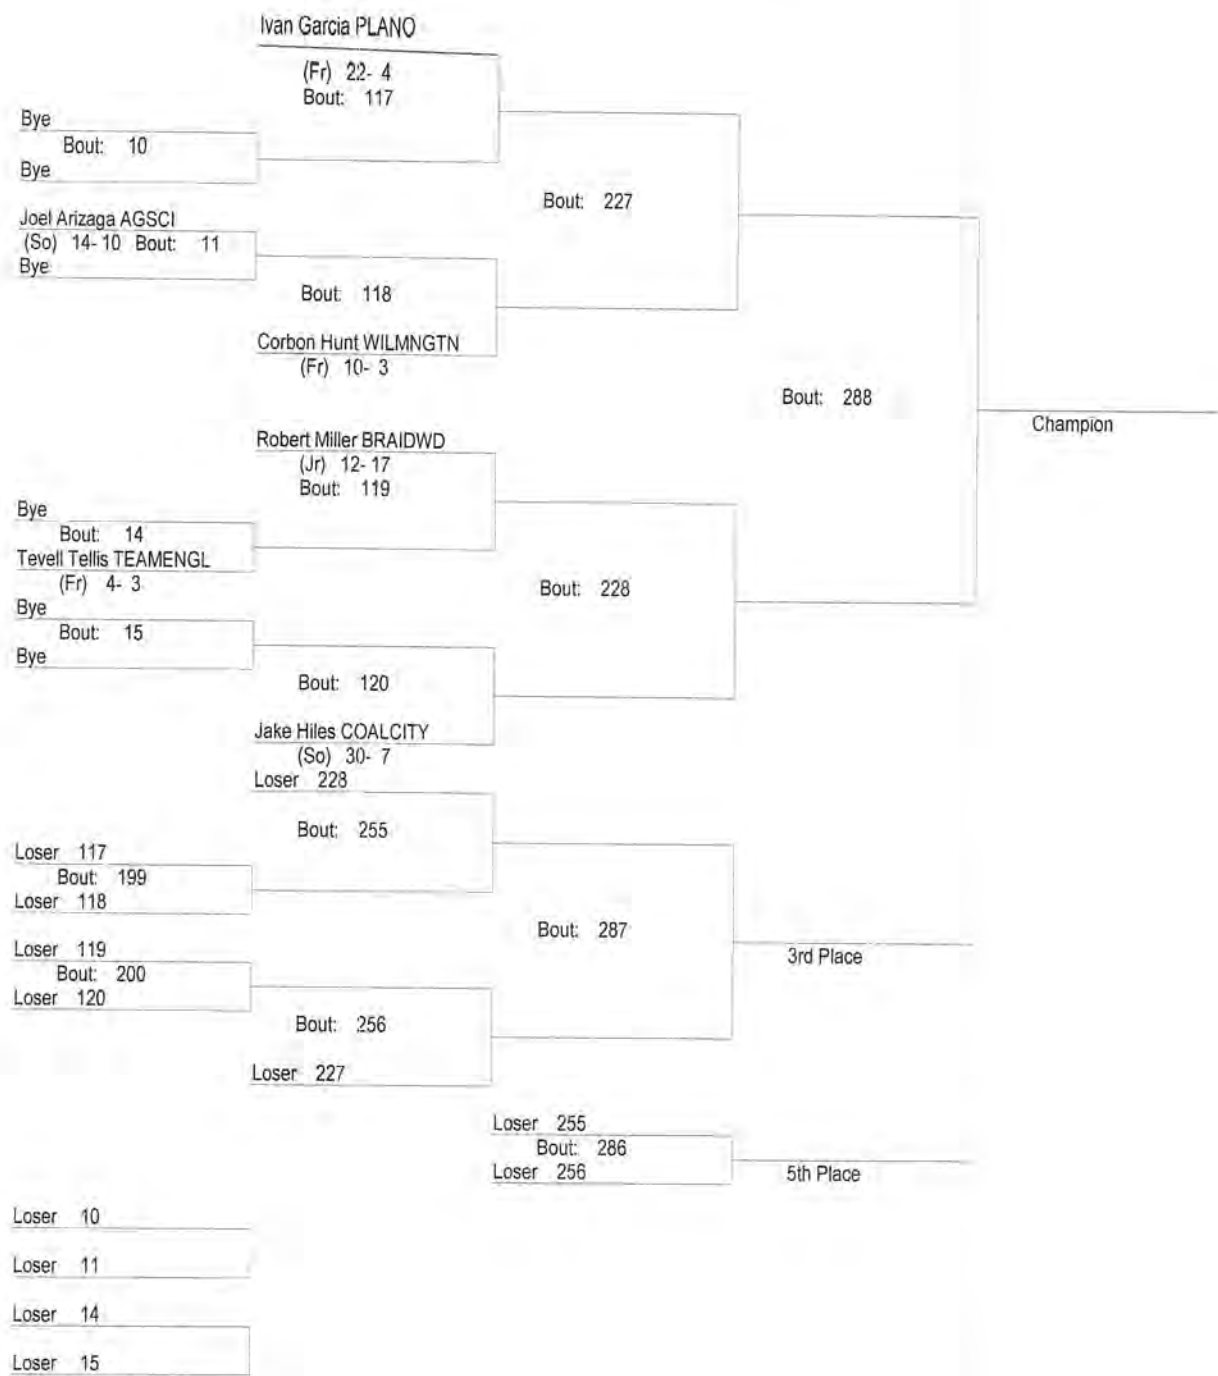 Ivan Garcia PLANO
(Fr) 22- 4
Bout: 117
Bye
Bout: 10
Bye
Joel Arizaga AGSCI
(So) 14- 10 Bout: 11
Bye
Bout: 227
Bout: 118
Corbon Hunt WILMNGTN
(Fr) 10- 3
Bout: 288
Champion
Robert Miller BRAIDWD
(Jr) 12- 17
Bout: 119
Bye
Bout: 14
Tevell Tellis TEAMENGL
(Fr) 4- 3
Bye
Bout: 15
Bye
Bout: 228
Bout: 120
Jake Hiles COALCITY
(So) 30- 7
Loser 228
Bout: 255
Loser 117
Bout: 199
Loser 118
Loser 119
Bout: 200
Loser 120
Bout: 287
3rd Place
Bout: 256
Loser 227
Loser 255
Bout: 286
Loser 256
5th Place
Loser 10
Loser 11
Loser 14
Loser 15